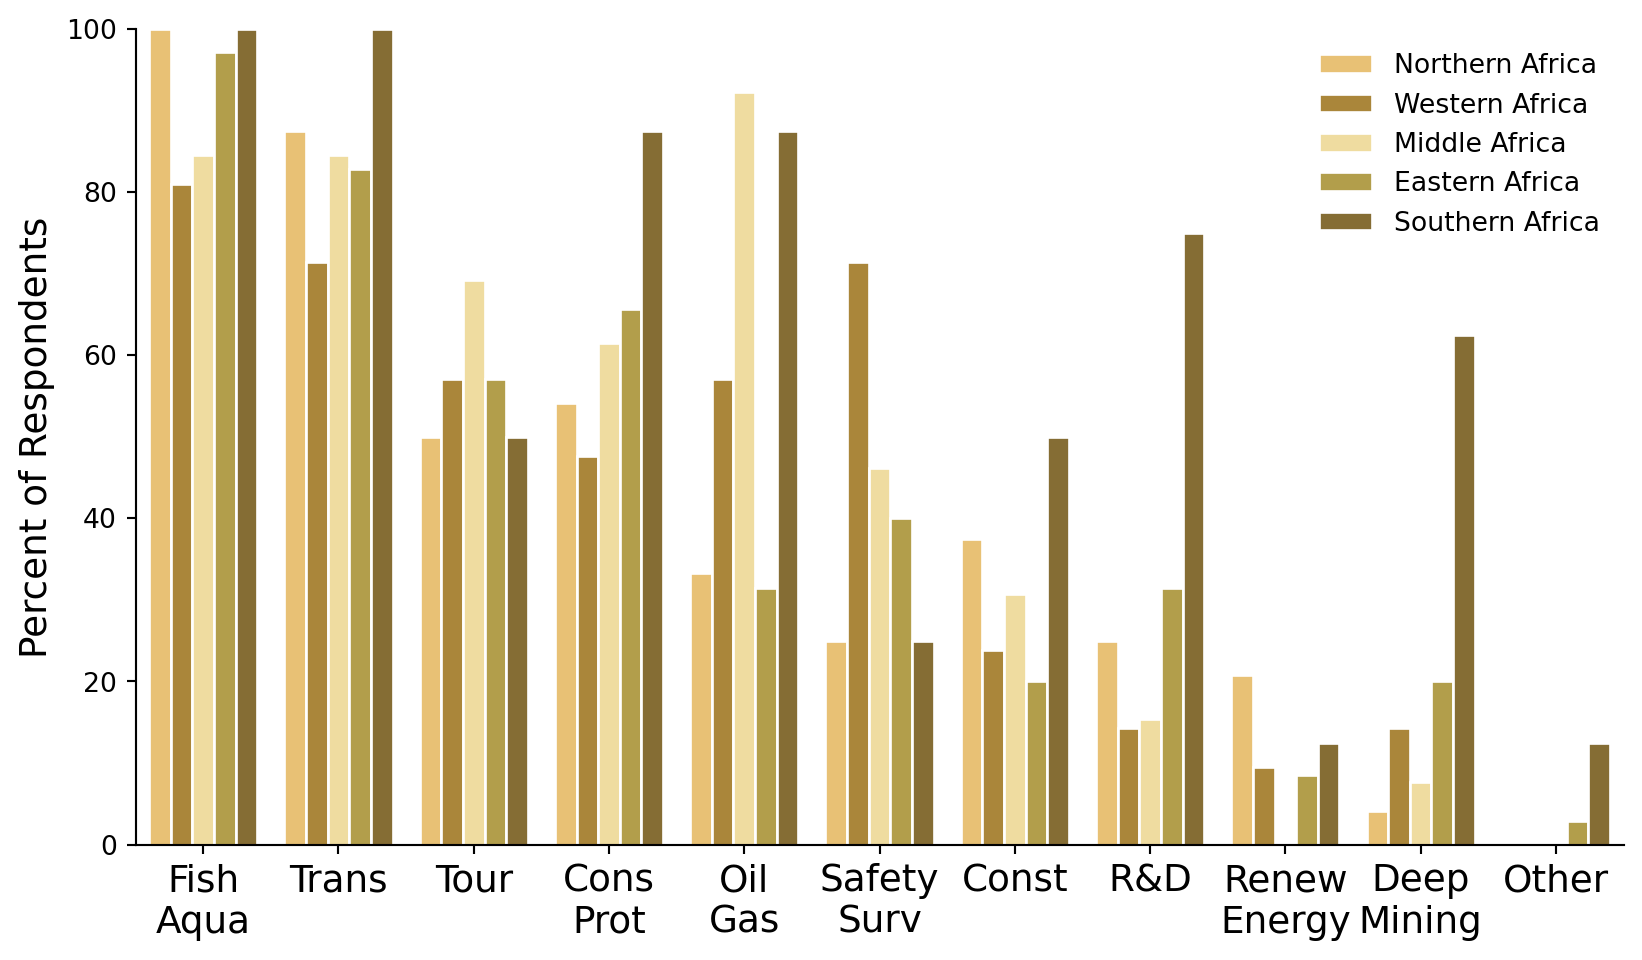 100
80
60
40
20
0
Percent of Respondents
Northern Africa
Western Africa
Middle Africa
Eastern Africa
Southern Africa
Fish
Aqua
Trans
Tour
Cons
Prot
Oil
Gas
Safety
Surv
Const
R&D
Renew
Energy
Deep
Mining
Other